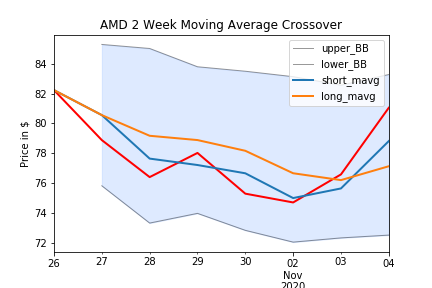 AMD 2 Week Moving Average Crossover
upper_BB
lower_BB
short_mavg
long_mavg
Price in $
84
82
80
78
76
74
72
26 27 28 29 30 02 03 04
Nov
2020